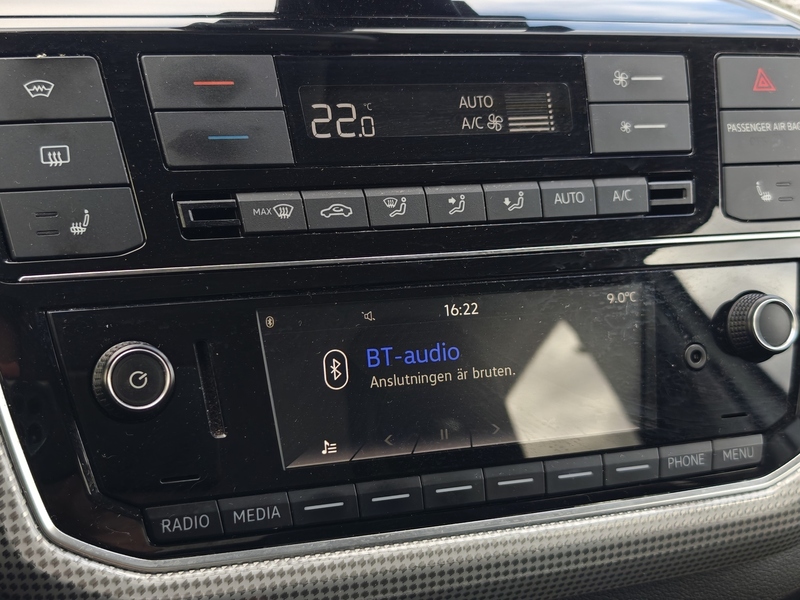 22.0 °C
AUTO
A/C
PASSENGER AIR BAG
MAX
AUTO
A/C
16:22
9.0°C
BT-audio
Anslutningen är bruten.
RADIO
MEDIA
PHONE
MENU